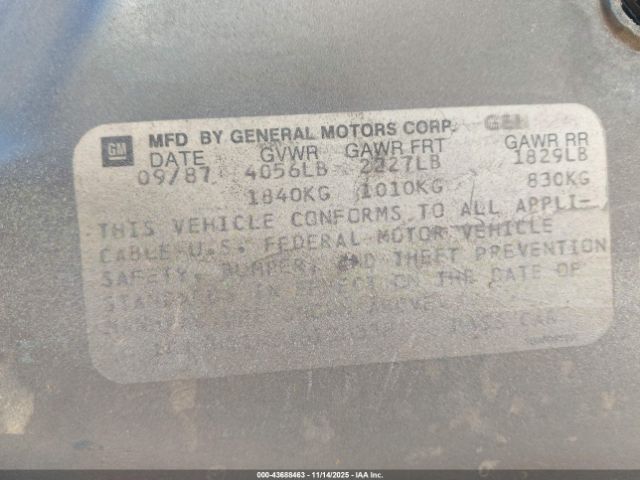 GM MFD BY GENERAL MOTORS CORP.
DATE GVWR GAWR FRT GAWR RR
09/87 4056LB 2227LB 1829LB
1840KG 1010KG 830KG
THIS VEHICLE CONFORMS TO ALL APPLI-
CABLE U.S. FEDERAL MOTOR VEHICLE
SAFETY, BUMPER, AND THEFT PREVENTION
STANDARDS IN EFFECT ON THE DATE OF
000-43688463 - 11/14/2025 - IAA Inc.